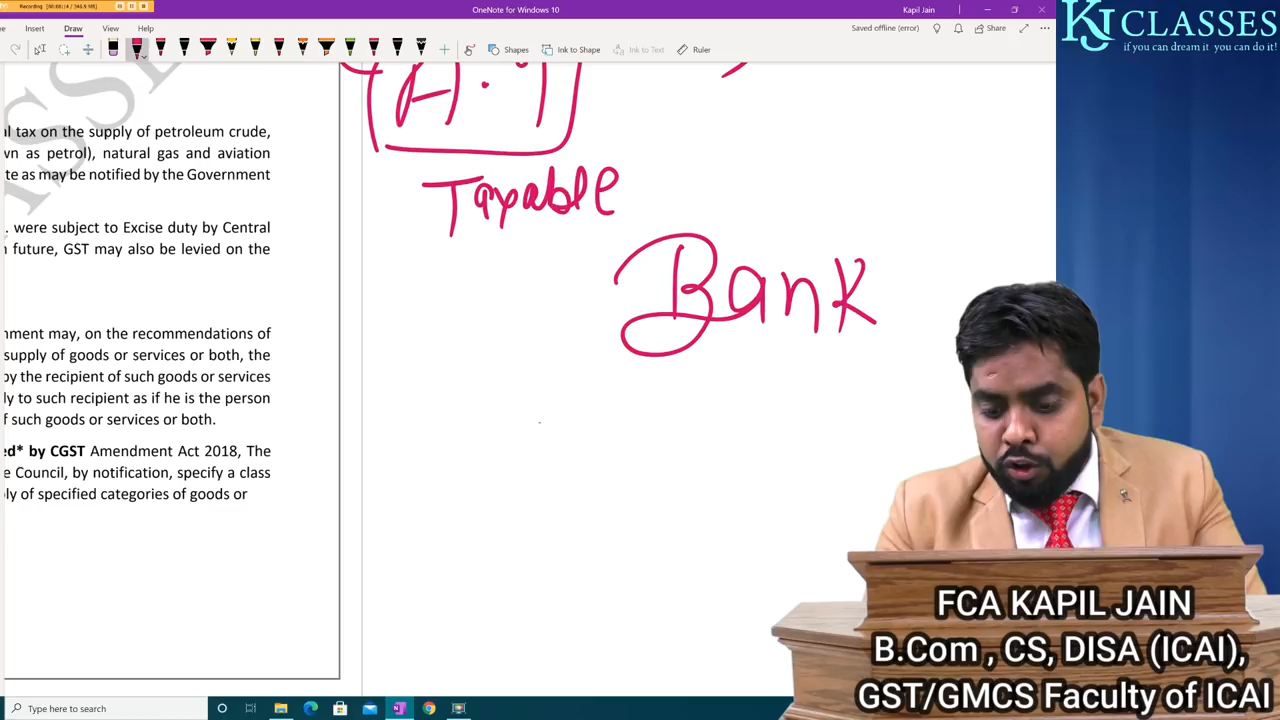 Recording [00:00:14 / 346.9 MB]
OneNote for Windows 10
Kapil Jain
Insert Draw View Help
Saved offline (error)
Share
Shapes
Ink to Shape
Ink to Text
Ruler
KJ CLASSES
if you can dream it you can do it!
Taxable
Bank
l tax on the supply of petroleum crude,
wn as petrol), natural gas and aviation
te as may be notified by the Government
. were subject to Excise duty by Central
n future, GST may also be levied on the
nment may, on the recommendations of
supply of goods or services or both, the
by the recipient of such goods or services
ly to such recipient as if he is the person
f such goods or services or both.
ed* by CGST Amendment Act 2018, The
e Council, by notification, specify a class
ly of specified categories of goods or
FCA KAPIL JAIN
B.Com , CS, DISA (ICAI),
GST/GMCS Faculty of ICAI
Type here to search